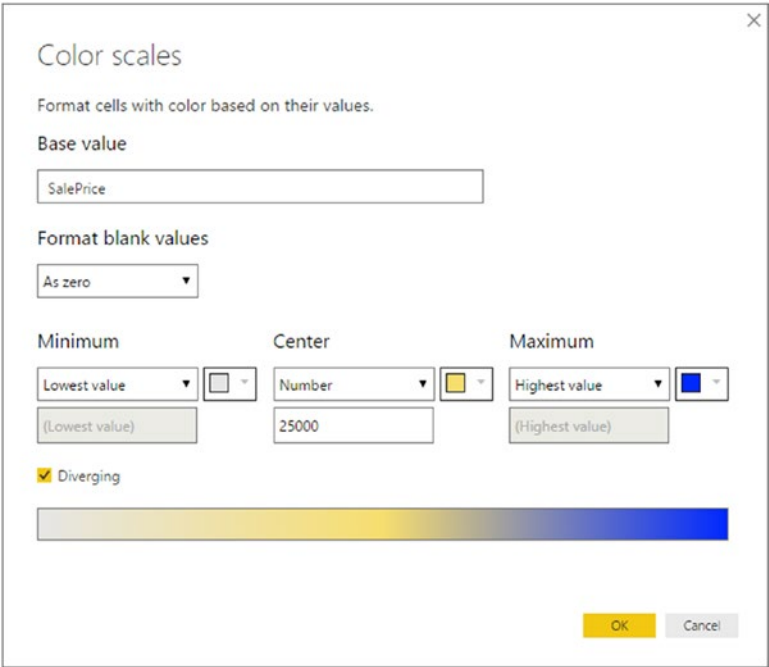 Color scales
Format cells with color based on their values.
Base value
SalePrice
Format blank values
As zero
Minimum Center Maximum
Lowest value Number Highest value
(Lowest value) 25000 (Highest value)
Diverging
OK Cancel